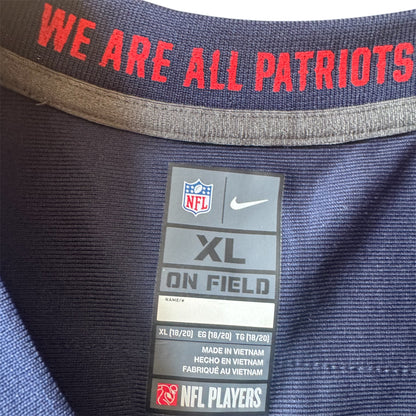 WE ARE ALL PATRIOTS
NFL
XL
ON FIELD
NAME/#
XL (18/20) EG (18/20) TG (18/20)
MADE IN VIETNAM
HECHO EN VIETNAM
FABRIQUÉ AU VIETNAM
NFL PLAYERS